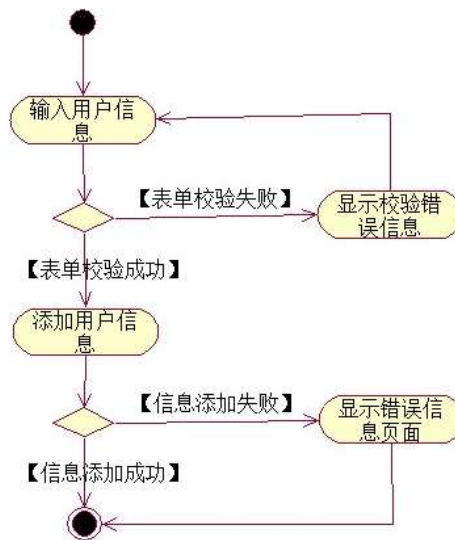 输入用户信
息
【表单校验失败】
显示校验错
误信息
【表单校验成功】
添加用户信
息
【信息添加失败】
显示错误信
息页面
【信息添加成功】